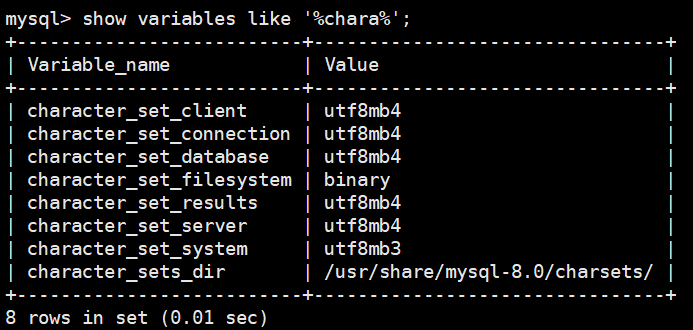 mysql> show variables like '%chara%';
+--------------------------+--------------------------------+
| Variable_name            | Value                          |
+--------------------------+--------------------------------+
| character_set_client     | utf8mb4                        |
| character_set_connection | utf8mb4                        |
| character_set_database   | utf8mb4                        |
| character_set_filesystem | binary                         |
| character_set_results    | utf8mb4                        |
| character_set_server     | utf8mb4                        |
| character_set_system     | utf8mb3                        |
| character_sets_dir       | /usr/share/mysql-8.0/charsets/ |
+--------------------------+--------------------------------+
8 rows in set (0.01 sec)